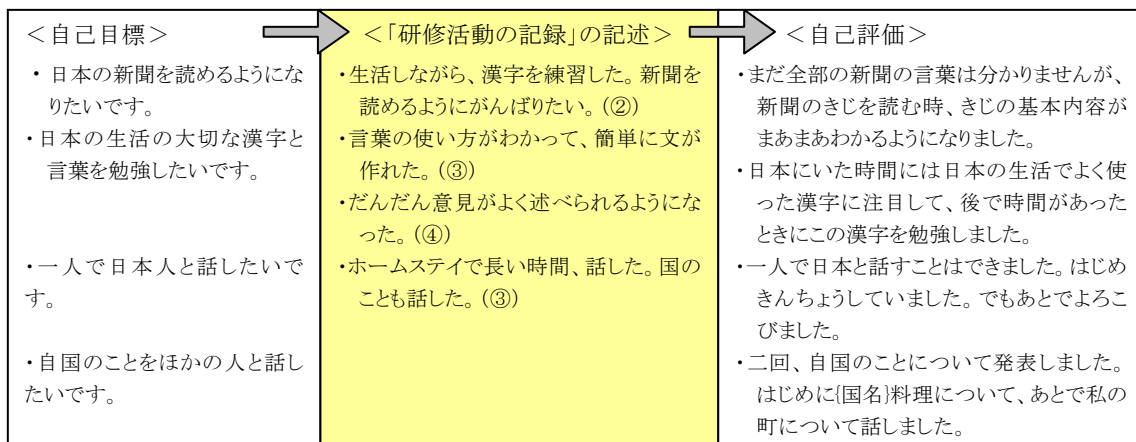 ＜自己目標＞
・日本の新聞を読めるようにな
りたいです。
・日本の生活の大切な漢字と
言葉を勉強したいです。
・一人で日本人と話したいで
す。
・自国のことをほかの人と話し
たいです。
＜「研修活動の記録」の記述＞
・生活しながら、漢字を練習した。新聞を
読めるようにがんばりたい。(②)
・言葉の使い方がわかって、簡単に文が
作れた。(③)
・だんだん意見がよく述べられるようにな
った。(④)
・ホームステイで長い時間、話した。国の
ことも話した。(③)
＜自己評価＞
・まだ全部の新聞の言葉は分かりませんが、
新聞のきじを読む時、きじの基本内容が
まあまあわかるようになりました。
・日本にいた時間には日本の生活でよく使
った漢字に注目して、後で時間があった
ときにこの漢字を勉強しました。
・一人で日本と話すことはできました。はじめ
きんちょうしていました。でもあとでよろこ
びました。
・二回、自国のことについて発表しました。
はじめに{国名}料理について、あとで私の
町について話しました。